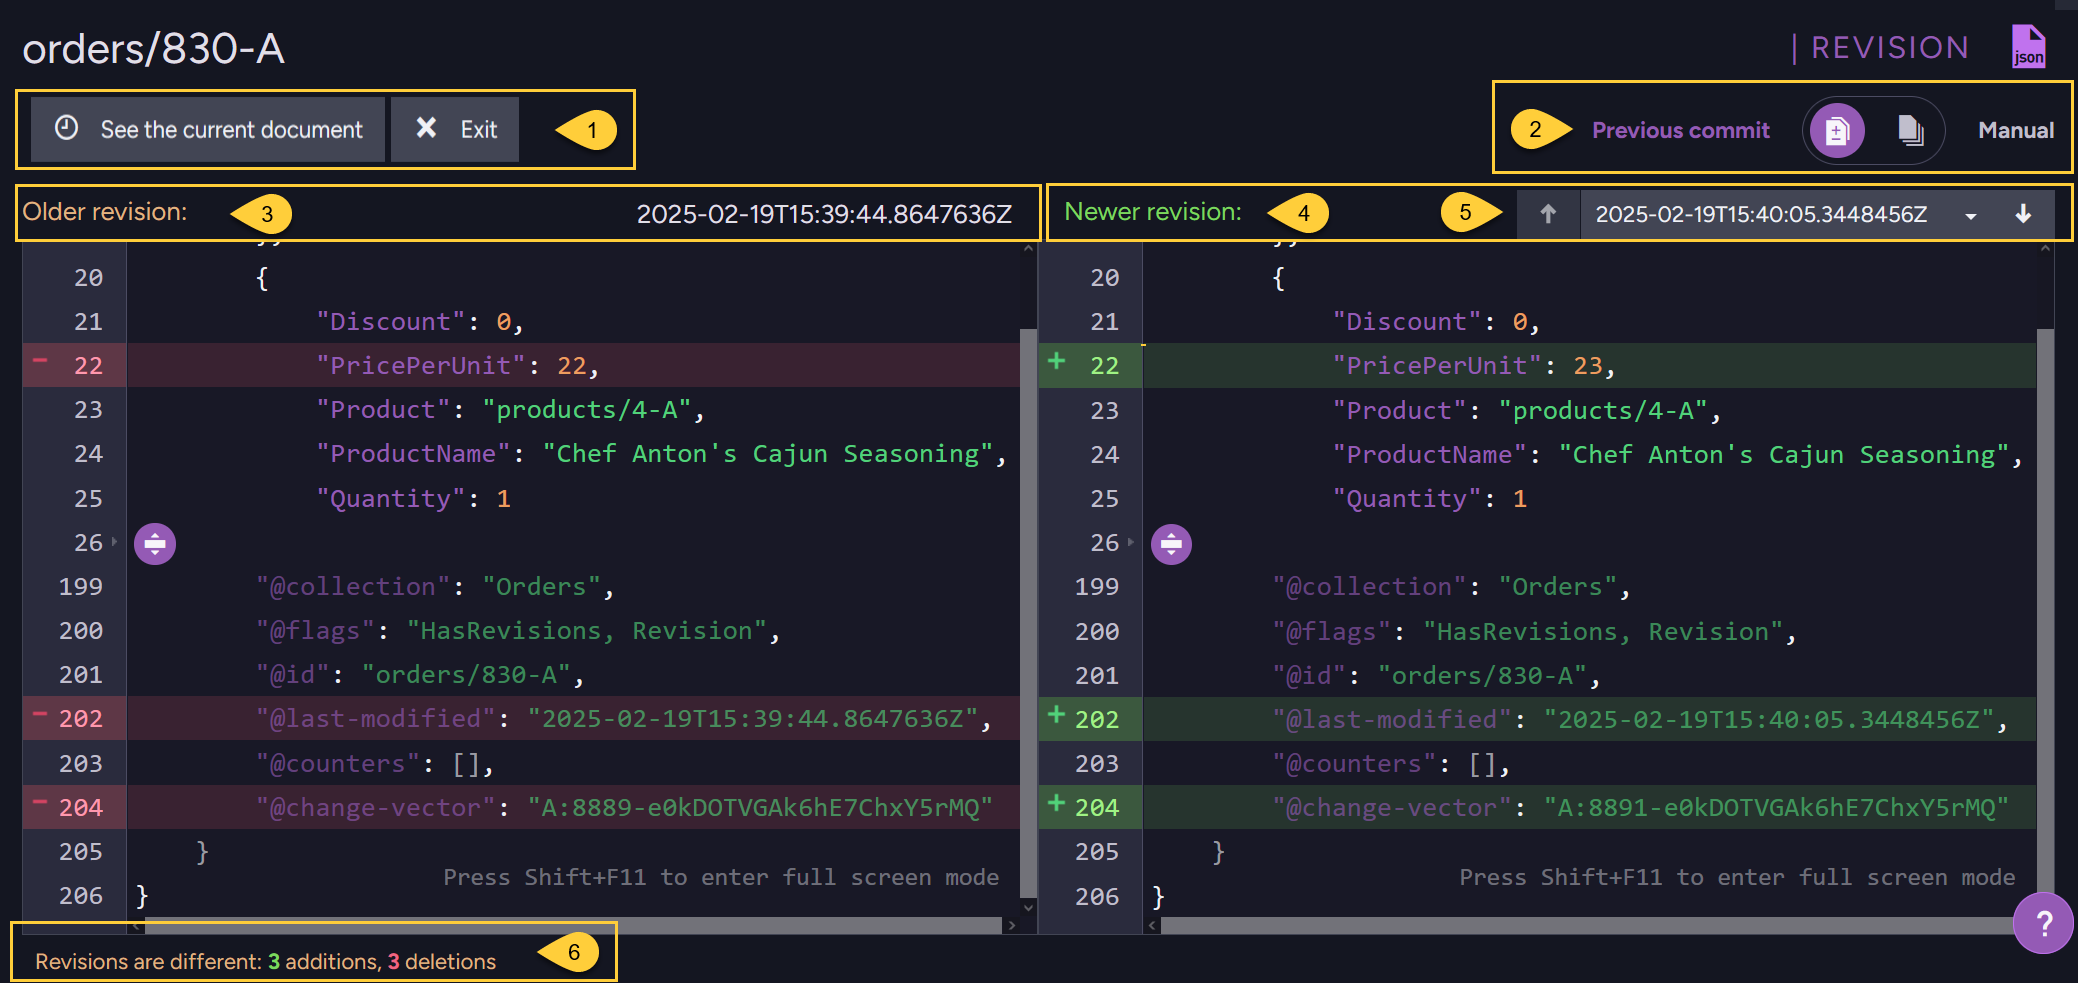 orders/830-A
| REVISION
json
See the current document
Exit
1
2
Previous commit
Manual
Older revision:
3
2025-02-19T15:39:44.8647636Z
Newer revision:
4
5
2025-02-19T15:40:05.3448456Z
20 {
21 "Discount": 0,
- 22 "PricePerUnit": 22,
23 "Product": "products/4-A",
24 "ProductName": "Chef Anton's Cajun Seasoning",
25 "Quantity": 1
26
199 "@collection": "Orders",
200 "@flags": "HasRevisions, Revision",
201 "@id": "orders/830-A",
- 202 "@last-modified": "2025-02-19T15:39:44.8647636Z",
203 "@counters": [],
- 204 "@change-vector": "A:8889-e0kDOTVGAk6hE7ChxY5rMQ"
205 }
Press Shift+F11 to enter full screen mode
206 }
20 {
21 "Discount": 0,
+ 22 "PricePerUnit": 23,
23 "Product": "products/4-A",
24 "ProductName": "Chef Anton's Cajun Seasoning",
25 "Quantity": 1
26
199 "@collection": "Orders",
200 "@flags": "HasRevisions, Revision",
201 "@id": "orders/830-A",
+ 202 "@last-modified": "2025-02-19T15:40:05.3448456Z",
203 "@counters": [],
+ 204 "@change-vector": "A:8891-e0kDOTVGAk6hE7ChxY5rMQ"
205 }
Press Shift+F11 to enter full screen mode
206 }
?
Revisions are different: 3 additions, 3 deletions
6